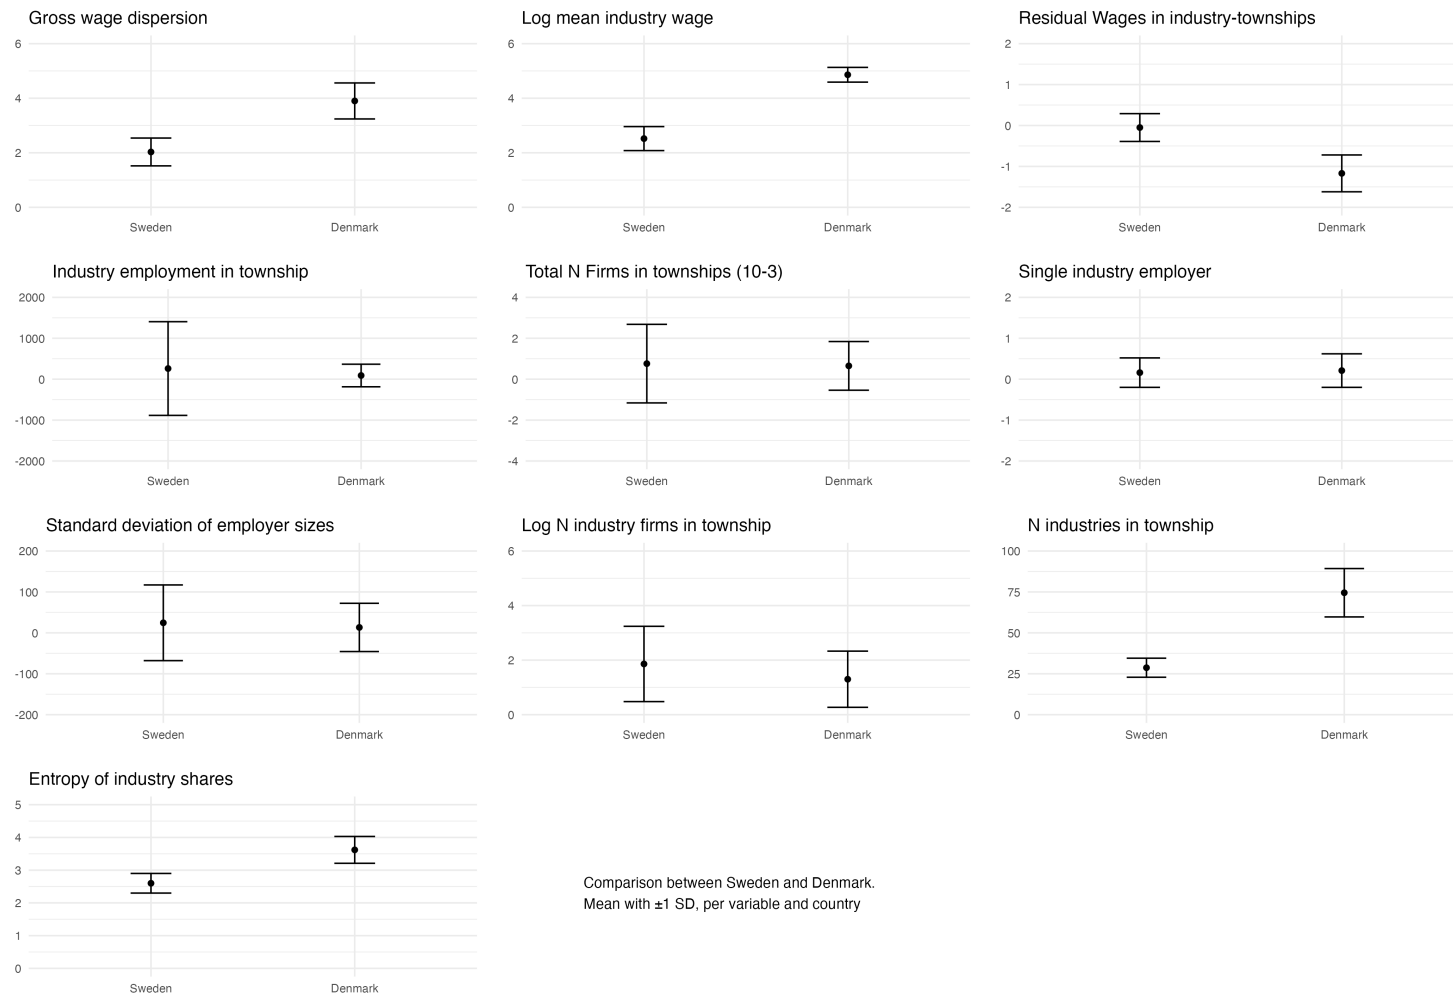 Gross wage dispersion
6
4
2
0
Sweden
Denmark
Log mean industry wage
6
4
2
0
Sweden
Denmark
Residual Wages in industry-townships
2
1
0
-1
-2
Sweden
Denmark
Industry employment in township
2000
1000
0
-1000
-2000
Sweden
Denmark
Total N Firms in townships (10-3)
4
2
0
-2
-4
Sweden
Denmark
Single industry employer
2
1
0
-1
-2
Sweden
Denmark
Standard deviation of employer sizes
200
100
0
-100
-200
Sweden
Denmark
Log N industry firms in township
6
4
2
0
Sweden
Denmark
N industries in township
100
75
50
25
0
Sweden
Denmark
Entropy of industry shares
5
4
3
2
1
0
Sweden
Denmark
Comparison between Sweden and Denmark.
Mean with ±1 SD, per variable and country